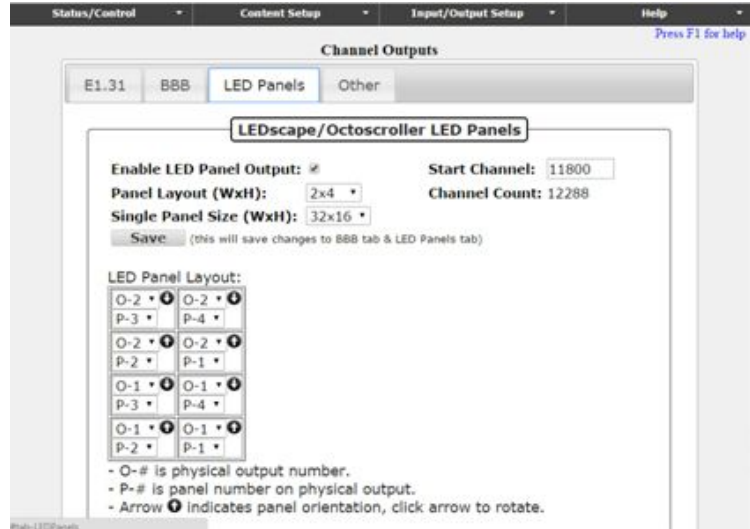 Status/Control Content Setup Input/Output Setup Help
Press F1 for help
Channel Outputs
E1.31 BBB LED Panels Other
LEDscape/Octoscroller LED Panels
Enable LED Panel Output: Start Channel: 11800
Panel Layout (WxH): 2x4 Channel Count: 12288
Single Panel Size (WxH): 32x16
Save (this will save changes to BBB tab & LED Panels tab)
LED Panel Layout:
O-2 O-2
P-3 P-4
O-2 O-2
P-2 P-1
O-1 O-1
P-3 P-4
O-1 O-1
P-2 P-1
- O-# is physical output number.
- P-# is panel number on physical output.
- Arrow indicates panel orientation, click arrow to rotate.
#tab-LEDPanels